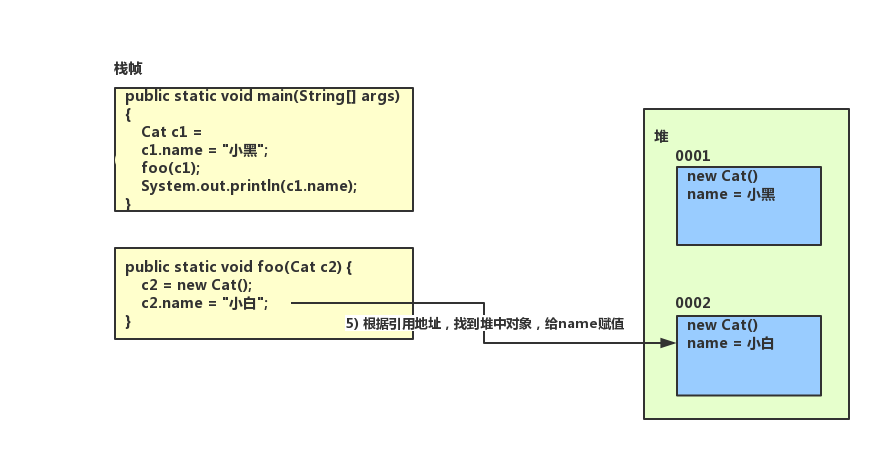 栈帧
public static void main(String[] args)
{
Cat c1 =
c1.name = "小黑";
foo(c1);
System.out.println(c1.name);
}
堆
0001
new Cat()
name = 小黑
public static void foo(Cat c2) {
c2 = new Cat();
c2.name = "小白";
}
5) 根据引用地址，找到堆中对象，给name赋值
0002
new Cat()
name = 小白